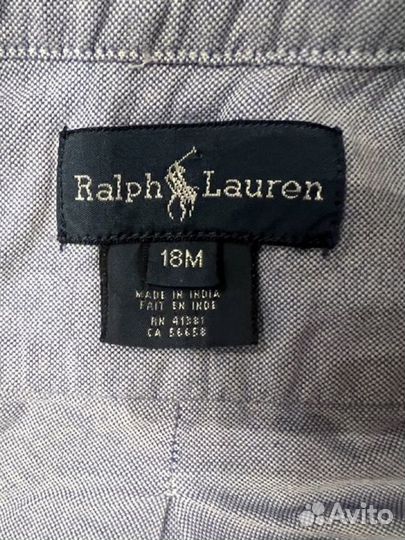 Ralph Lauren
18M
MADE IN INDIA
FAIT EN INDE
RN 41381
CA 56658
Avito